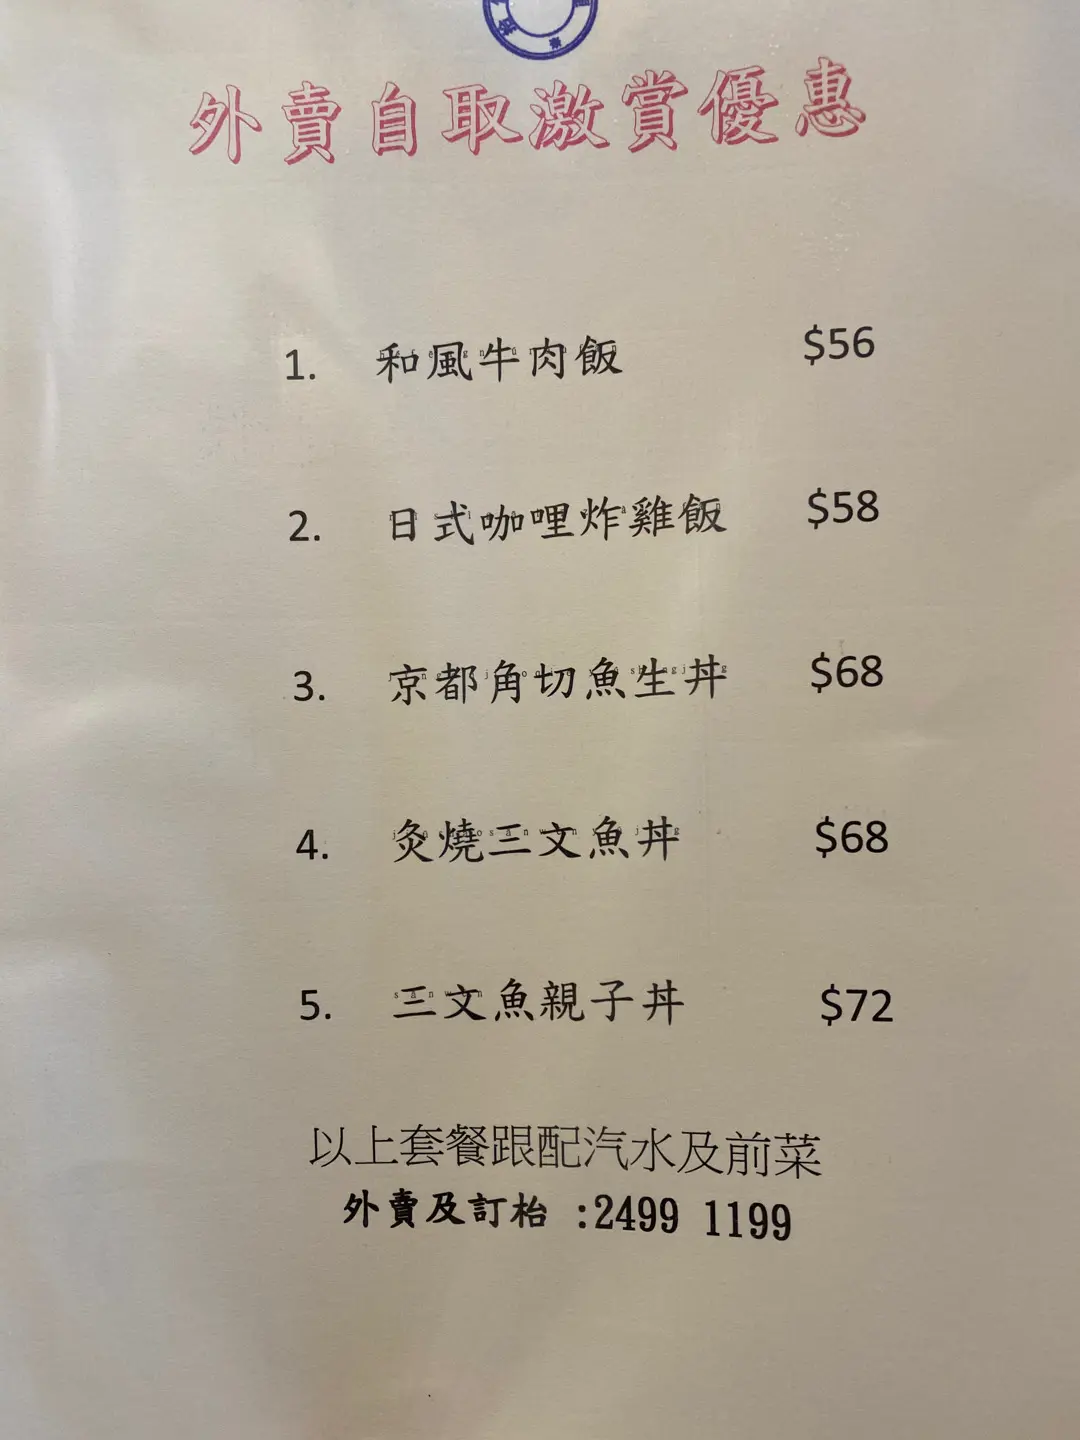 外賣自取激賞優惠
1. 和風牛肉飯 $56
2. 日式咖哩炸雞飯 $58
3. 京都角切魚生丼 $68
4. 炙燒三文魚丼 $68
5. 三文魚親子丼 $72
以上套餐跟配汽水及前菜
外賣及訂枱 :2499 1199